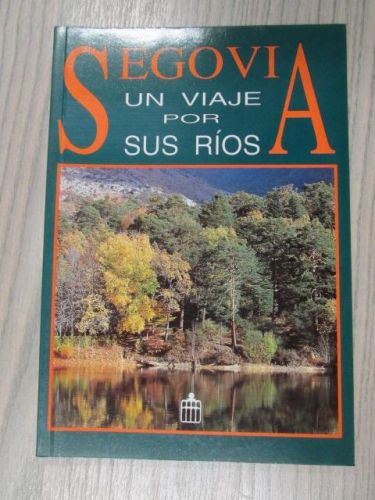 SEGOVIA
UN VIAJE
POR
SUS RÍOS